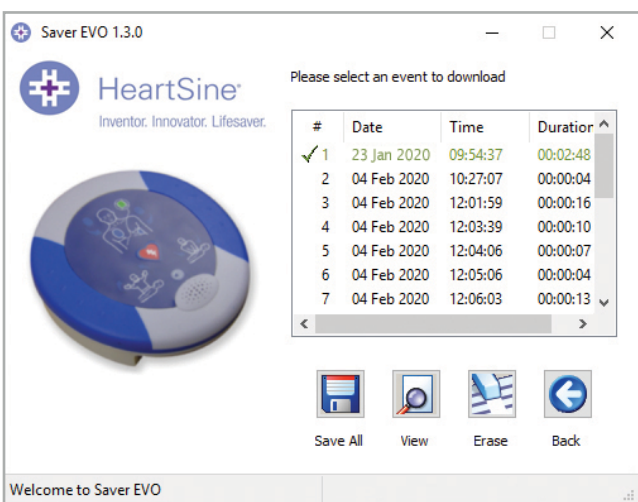 Saver EVO 1.3.0
HeartSine
Inventor. Innovator. Lifesaver.
Please select an event to download
# Date Time Duration
1 23 Jan 2020 09:54:37 00:02:48
2 04 Feb 2020 10:27:07 00:00:04
3 04 Feb 2020 12:01:59 00:00:16
4 04 Feb 2020 12:03:39 00:00:10
5 04 Feb 2020 12:04:06 00:00:07
6 04 Feb 2020 12:05:06 00:00:04
7 04 Feb 2020 12:06:03 00:00:13
Save All View Erase Back
Welcome to Saver EVO